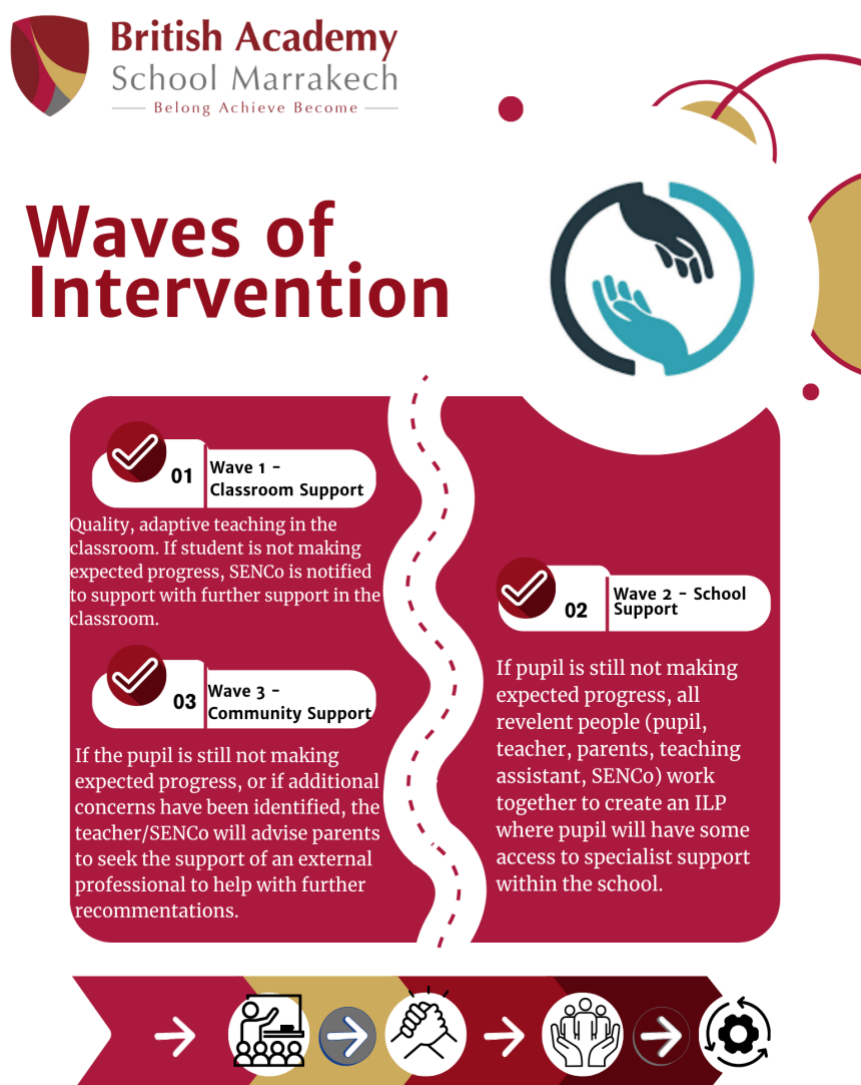 British Academy
School Marrakech
Belong Achieve Become
Waves of
Intervention
01
Wave 1 -
Classroom Support
Quality, adaptive teaching in the
classroom. If student is not making
expected progress, SENCo is notified
to support with further support in the
classroom.
02
Wave 2 - School
Support
If pupil is still not making
expected progress, all
revelent people (pupil,
teacher, parents, teaching
assistant, SENCo) work
together to create an ILP
where pupil will have some
access to specialist support
within the school.
03
Wave 3 -
Community Support
If the pupil is still not making
expected progress, or if additional
concerns have been identified, the
teacher/SENCo will advise parents
to seek the support of an external
professional to help with further
recommentations.